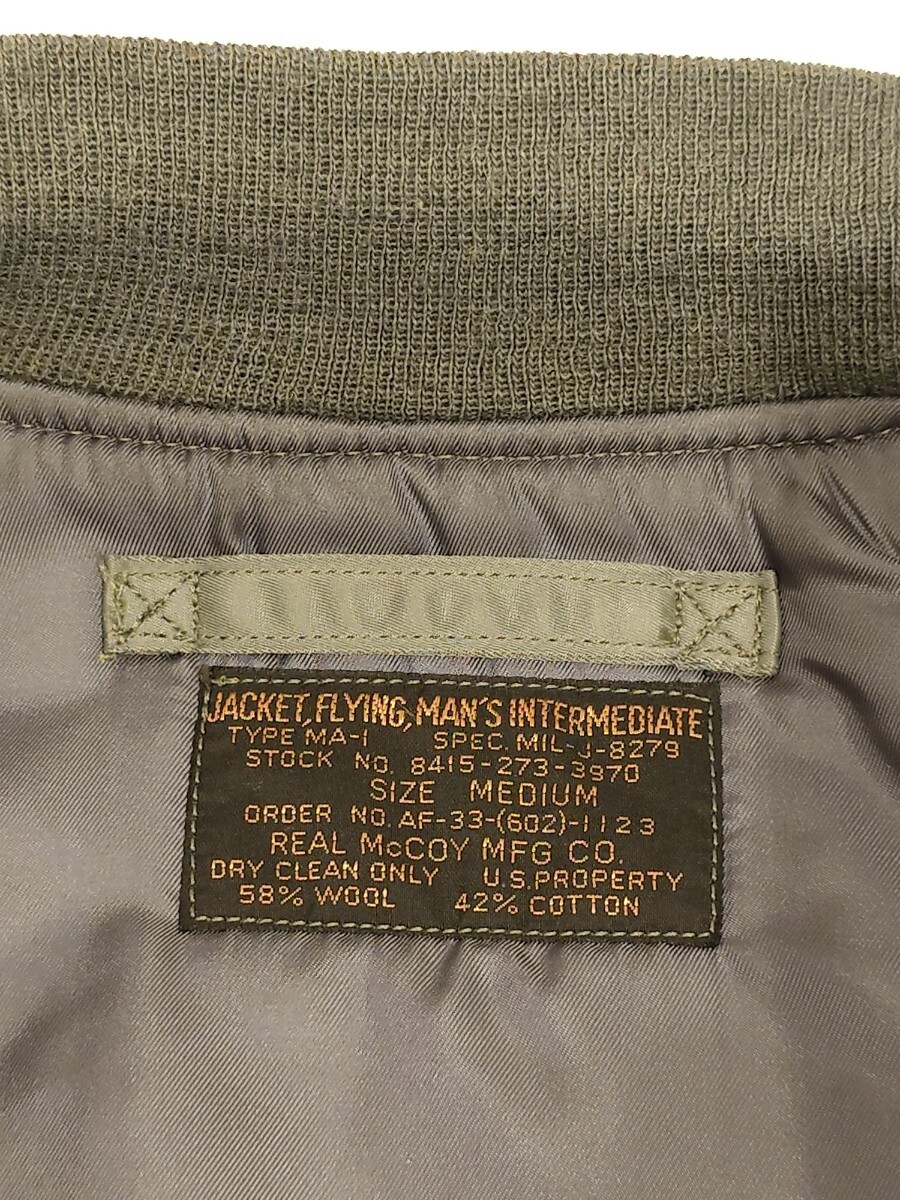 JACKET, FLYING, MAN'S INTERMEDIATE
TYPE MA-1 SPEC. MIL-J-8279
STOCK NO. 8415-273-3970
SIZE MEDIUM
ORDER NO. AF-33-(602)-1123
REAL McCOY MFG CO.
DRY CLEAN ONLY U.S. PROPERTY
58% WOOL 42% COTTON